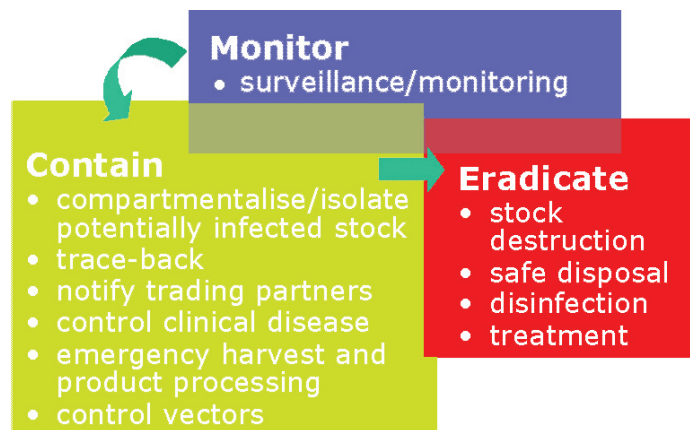 Monitor
• surveillance/monitoring
Contain
• compartmentalise/isolate
potentially infected stock
• trace-back
• notify trading partners
• control clinical disease
• emergency harvest and
product processing
• control vectors
Eradicate
• stock
destruction
• safe disposal
• disinfection
• treatment